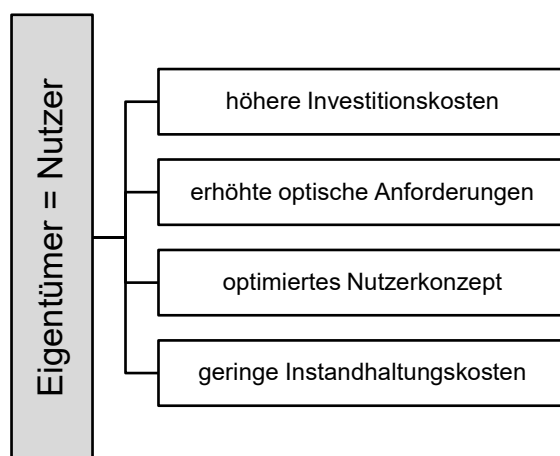 Eigentümer = Nutzer
höhere Investitionskosten
erhöhte optische Anforderungen
optimiertes Nutzerkonzept
geringe Instandhaltungskosten